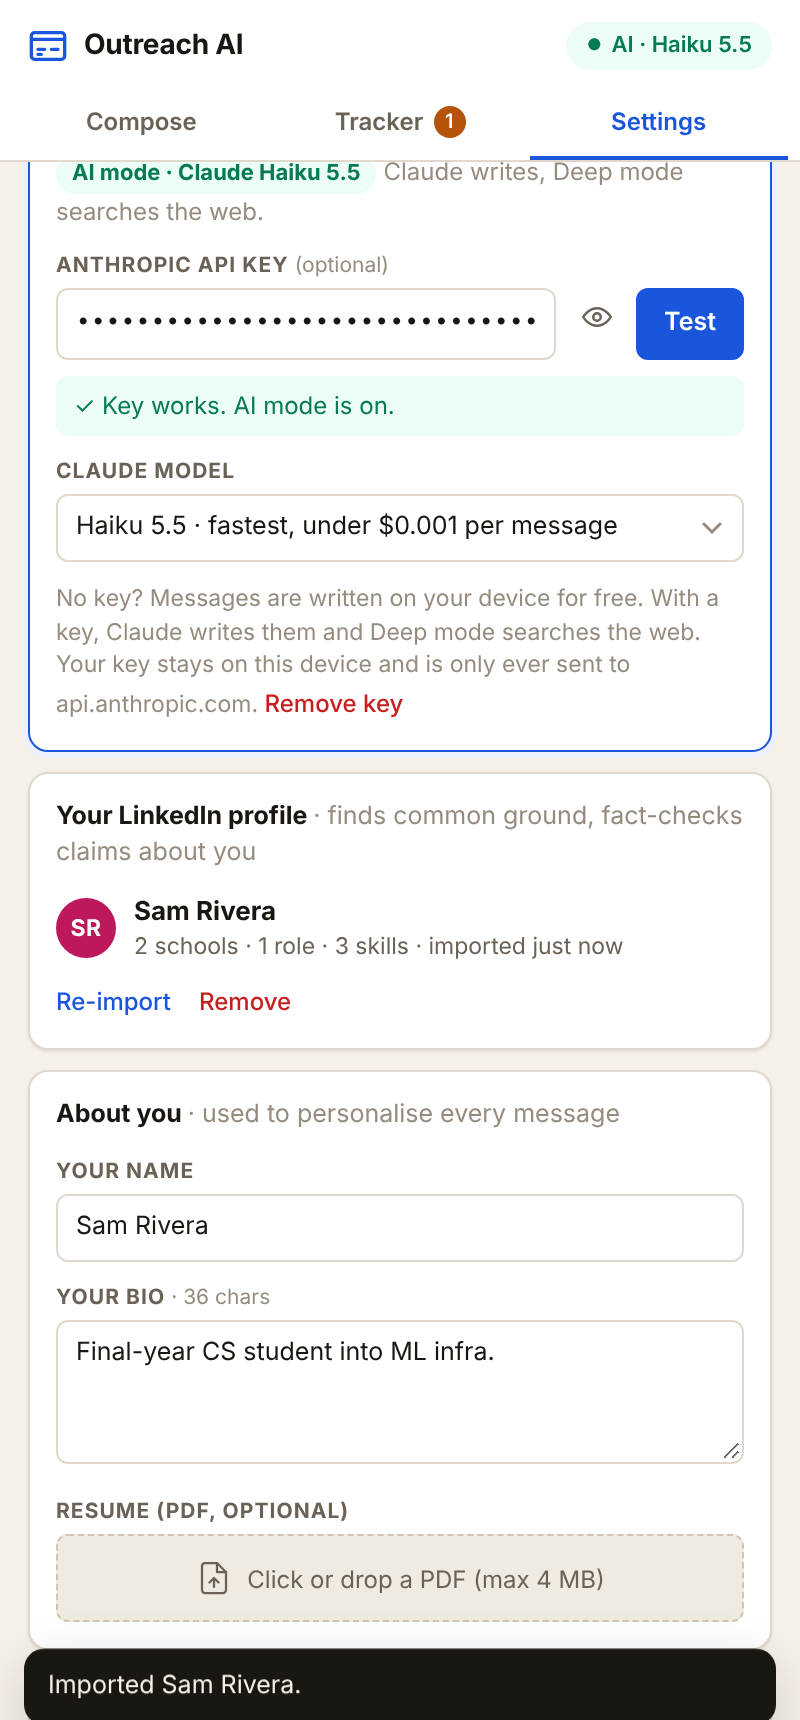 Outreach AI
AI · Haiku 5.5
Compose
Tracker 1
Settings
AI mode · Claude Haiku 5.5 Claude writes, Deep mode
searches the web.
ANTHROPIC API KEY (optional)
••••••••••••••••••••••••••••••• Test
✓ Key works. AI mode is on.
CLAUDE MODEL
Haiku 5.5 · fastest, under $0.001 per message
No key? Messages are written on your device for free. With a
key, Claude writes them and Deep mode searches the web.
Your key stays on this device and is only ever sent to
api.anthropic.com. Remove key
Your LinkedIn profile · finds common ground, fact-checks
claims about you
SR
Sam Rivera
2 schools · 1 role · 3 skills · imported just now
Re-import Remove
About you · used to personalise every message
YOUR NAME
Sam Rivera
YOUR BIO · 36 chars
Final-year CS student into ML infra.
RESUME (PDF, OPTIONAL)
Click or drop a PDF (max 4 MB)
Imported Sam Rivera.